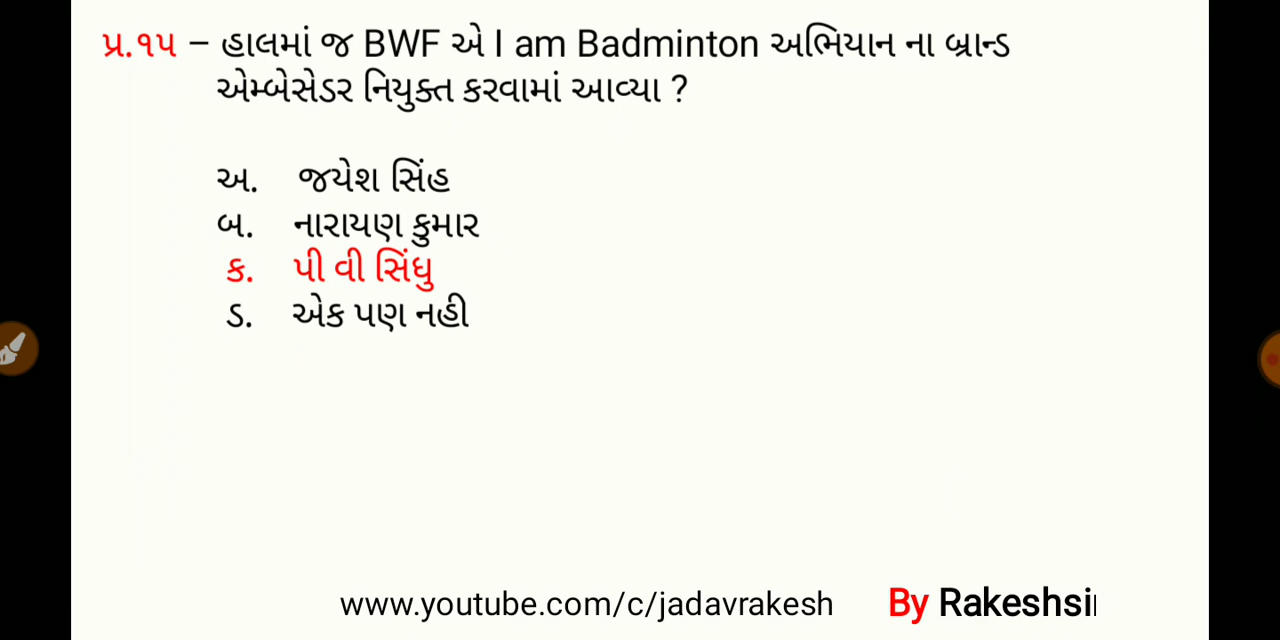 પ્ર.૧૫ – હાલમાં જ BWF એ I am Badminton અભિયાન ના બ્રાન્ડ
એમ્બેસેડર નિયુક્ત કરવામાં આવ્યા ?
અ. જયેશ સિંહ
બ. નારાયણ કુમાર
ક. પી વી સિંધુ
ડ. એક પણ નહી
www.youtube.com/c/jadavrakesh By Rakeshsi